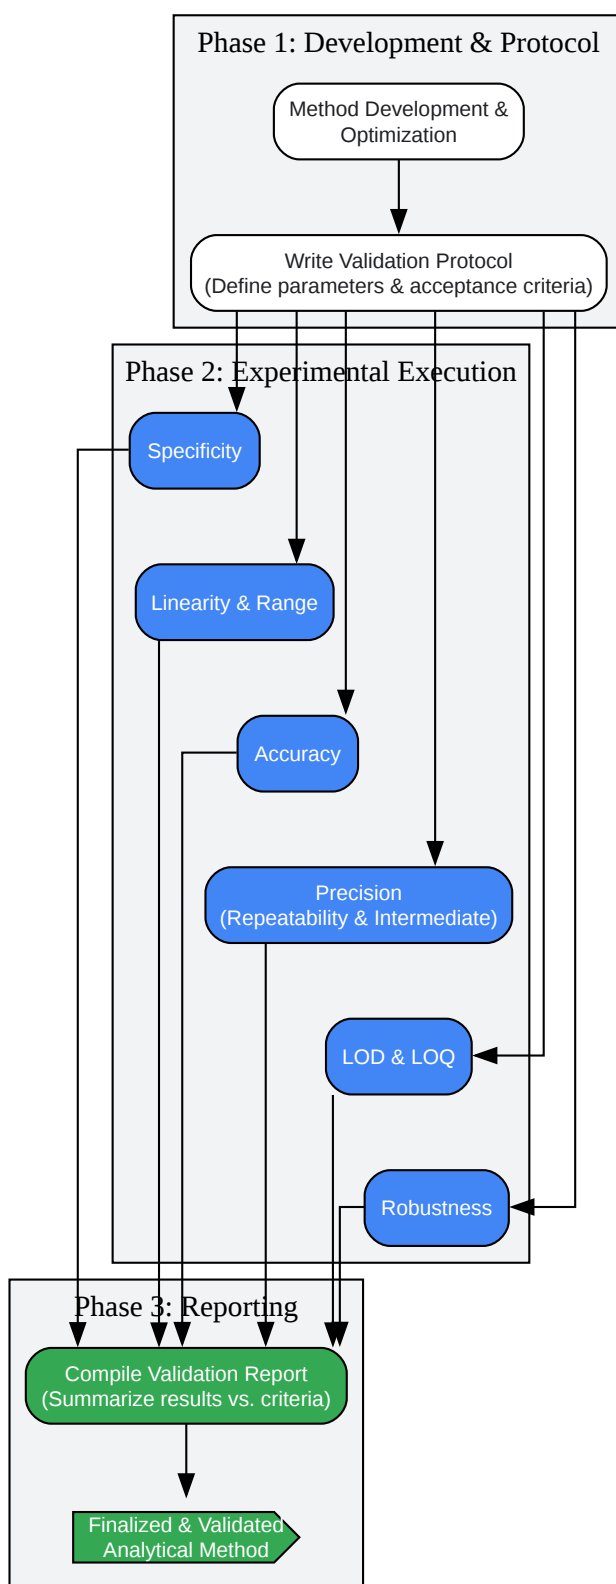 Phase 1: Development & Protocol
Method Development &
Optimization
Write Validation Protocol
(Define parameters & acceptance criteria)
Phase 2: Experimental Execution
Specificity
Linearity & Range
Accuracy
Precision
(Repeatability & Intermediate)
LOD & LOQ
Robustness
Phase 3: Reporting
Compile Validation Report
(Summarize results vs. criteria)
Finalized & Validated
Analytical Method